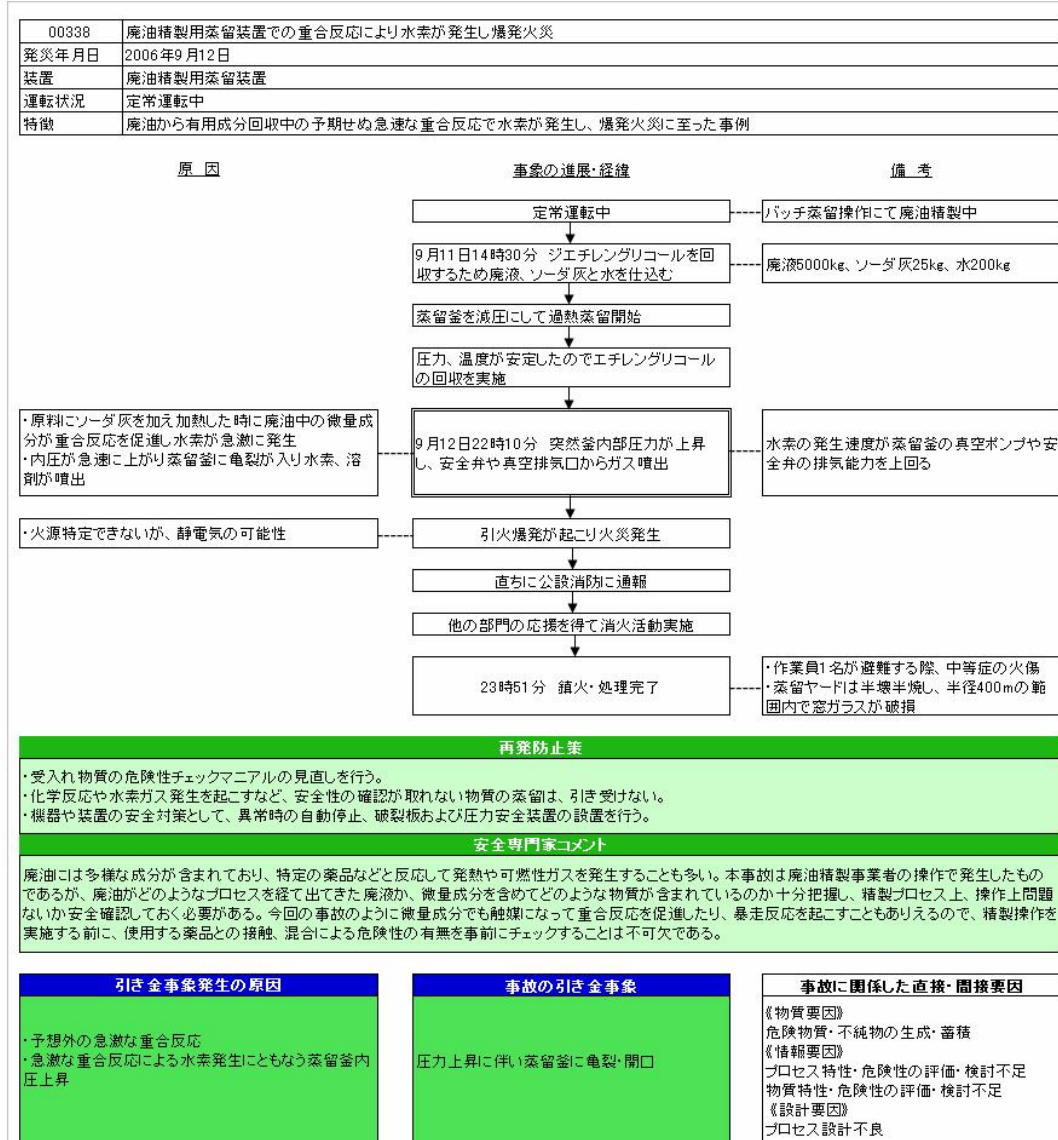 00338 廃油精製用蒸留装置での重合反応により水素が発生し爆発火災
発災年月日 2006年9月12日
装置 廃油精製用蒸留装置
運転状況 定常運転中
特徴 廃油から有用成分回収中の予期せぬ急速な重合反応で水素が発生し、爆発火災に至った事例
原 因 事象の進展・経緯 備 考
定常運転中
バッチ蒸留操作にて廃油精製中
9月11日14時30分 ジエチレングリコールを回
収するため廃液、ソーダ灰と水を仕込む
廃液5000kg、ソーダ灰25kg、水200kg
蒸留釜を減圧にして過熱蒸留開始
圧力、温度が安定したのでエチレングリコール
の回収を実施
・原料にソーダ灰を加え加熱した時に廃油中の微量成
分が重合反応を促進し水素が急激に発生
・内圧が急速に上がり蒸留釜に亀裂が入り水素、溶
剤が噴出
9月12日22時10分 突然釜内部圧力が上昇
し、安全弁や真空排気口からガス噴出
水素の発生速度が蒸留釜の真空ポンプや安
全弁の排気能力を上回る
・火源特定できないが、静電気の可能性
引火爆発が起こり火災発生
直ちに公設消防に通報
他の部門の応援を得て消火活動実施
23時51分 鎮火・処理完了
・作業員1名が避難する際、中等症の火傷
・蒸留ヤードは半壊半焼し、半径400mの範
囲内で窓ガラスが破損
再発防止策
・受入れ物質の危険性チェックマニアルの見直しを行う。
・化学反応や水素ガス発生を起こすなど、安全性の確認が取れない物質の蒸留は、引き受けない。
・機器や装置の安全対策として、異常時の自動停止、破裂板および圧力安全装置の設置を行う。
安全専門家コメント
廃油には多様な成分が含まれており、特定の薬品などと反応して発熱や可燃性ガスを発生することも多い。本事故は廃油精製事業者の操作で発生したもの
であるが、廃油がどのようなプロセスを経て出てきた廃液か、微量成分を含めてどのような物質が含まれているのか十分把握し、精製プロセス上、操作上問題
ないか安全確認しておく必要がある。今回の事故のように微量成分でも触媒になって重合反応を促進したり、暴走反応を起こすこともありえるので、精製操作を
実施する前に、使用する薬品との接触、混合による危険性の有無を事前にチェックすることは不可欠である。
引き金事象発生の原因
・予想外の急激な重合反応
・急激な重合反応による水素発生にともなう蒸留釜内
圧上昇
事故の引き金事象
圧力上昇に伴い蒸留釜に亀裂・開口
事故に関係した直接・間接要因
《物質要因》
危険物質・不純物の生成・蓄積
《情報要因》
プロセス特性・危険性の評価・検討不足
物質特性・危険性の評価・検討不足
《設計要因》
プロセス設計不良